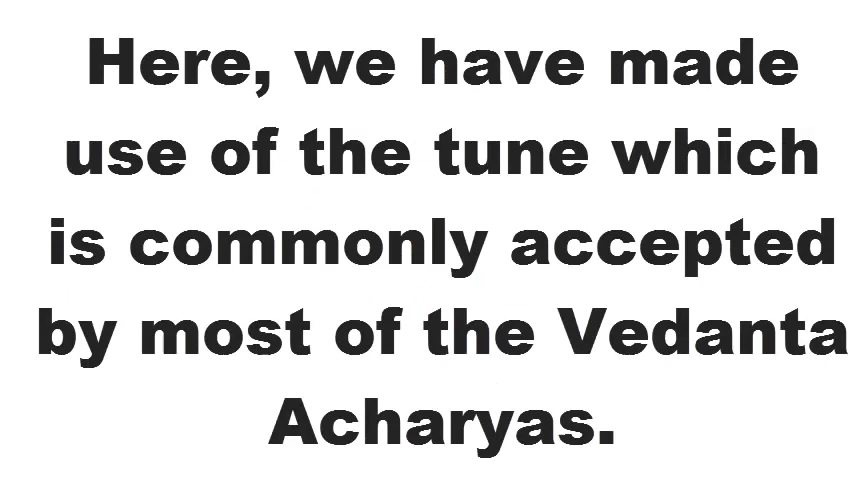 Here, we have made
use of the tune which
is commonly accepted
by most of the Vedanta
Acharyas.